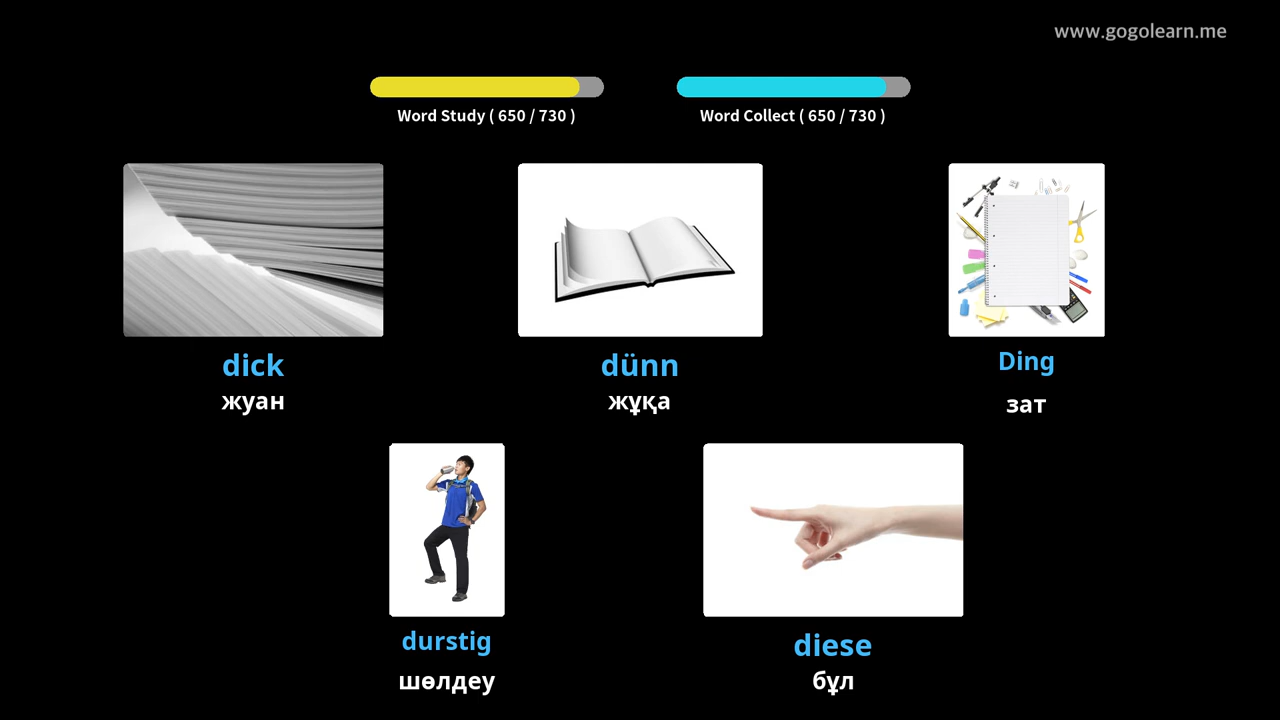 www.gogolearn.me
Word Study ( 650 / 730 )
Word Collect ( 650 / 730 )
dick
жуан
dünn
жұқа
Ding
зат
durstig
шөлдеу
diese
бұл